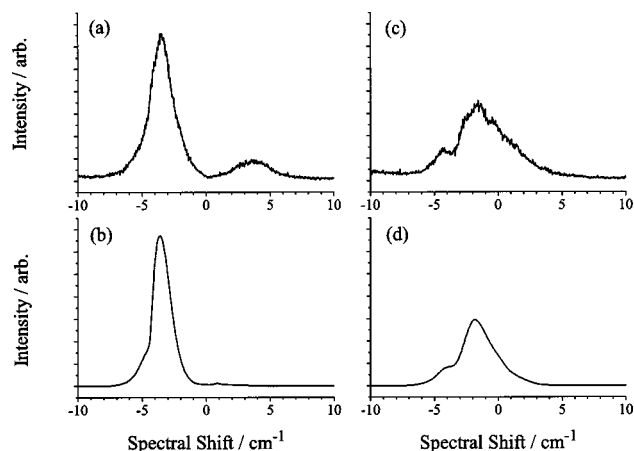 (a)
(c)
Intensity / arb.
-10 -5 0 5 10
-10 -5 0 5 10
(b)
(d)
Intensity / arb.
-10 -5 0 5 10
-10 -5 0 5 10
Spectral Shift / cm-1
Spectral Shift / cm-1